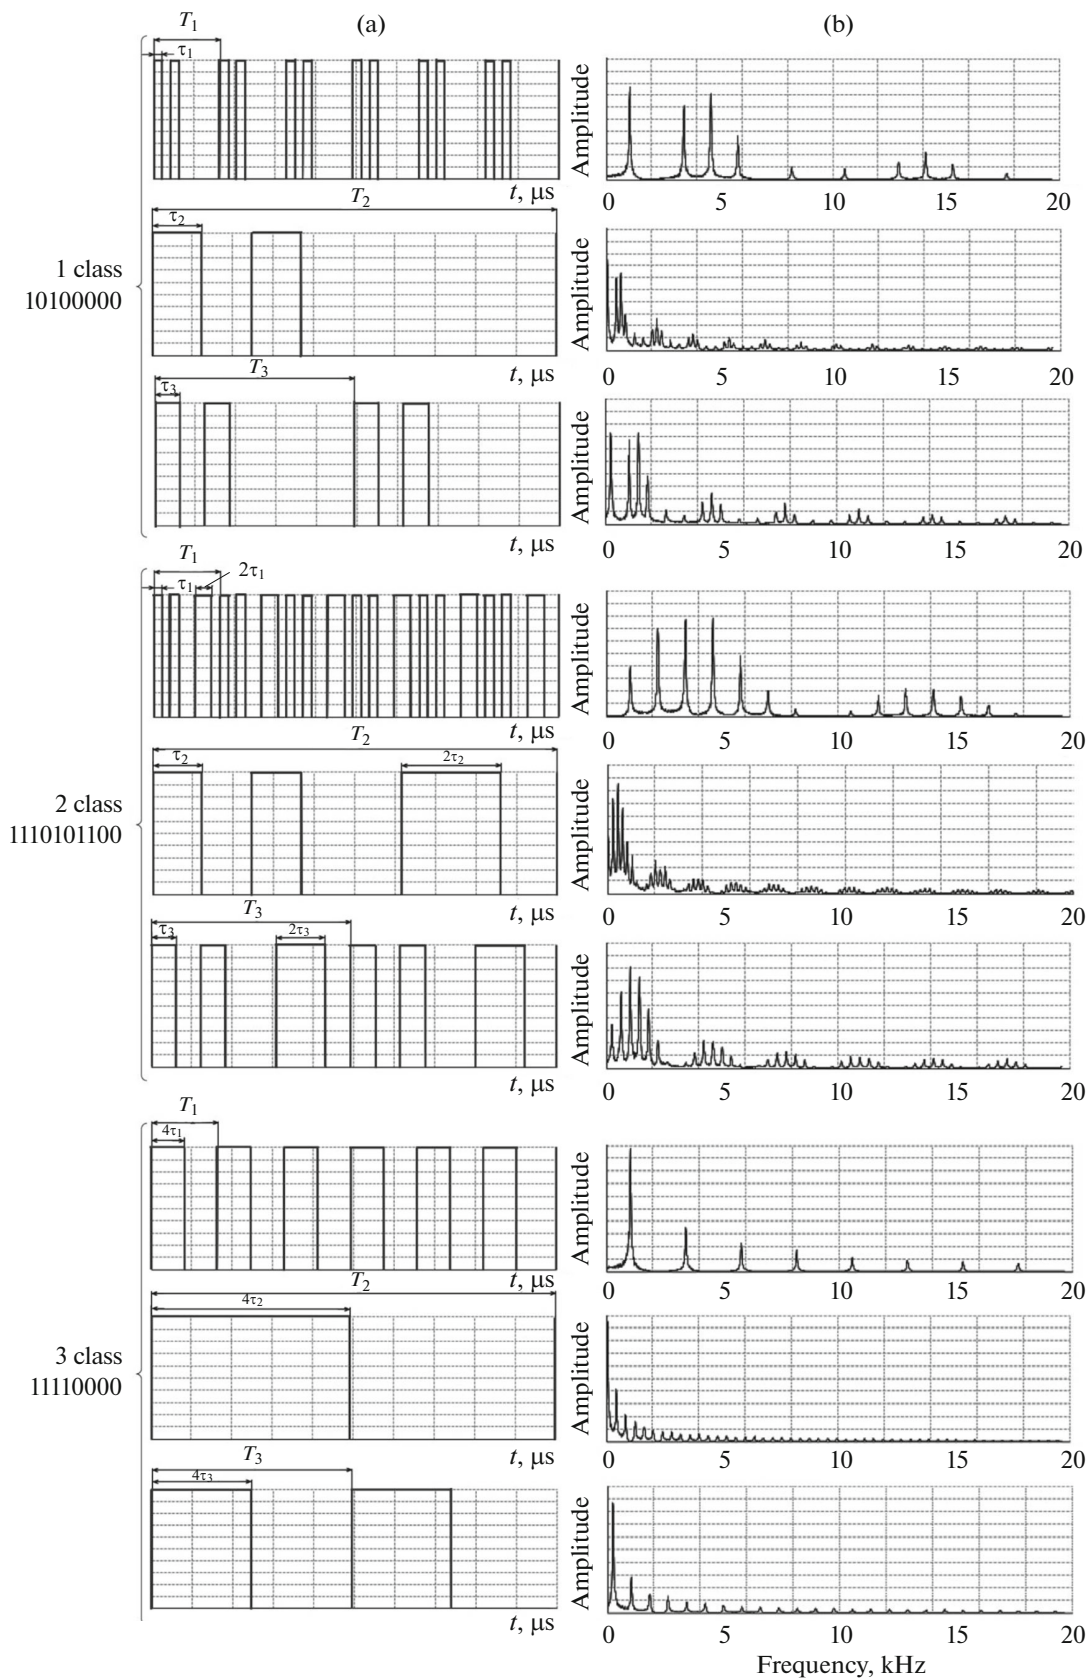 (a) (b)
T1
τ1
t, μs
Amplitude
0 5 10 15 20
1 class
10100000
T2
τ2
t, μs
Amplitude
0 5 10 15 20
T3
τ3
t, μs
Amplitude
0 5 10 15 20
2 class
1110101100
T1
τ1 2τ1
t, μs
Amplitude
0 5 10 15 20
T2
τ2 2τ2
t, μs
Amplitude
0 5 10 15 20
T3
τ3 2τ3
t, μs
Amplitude
0 5 10 15 20
3 class
11110000
T1
4τ1
t, μs
Amplitude
0 5 10 15 20
T2
4τ2
t, μs
Amplitude
0 5 10 15 20
T3
4τ3
t, μs
Amplitude
0 5 10 15 20
Frequency, kHz